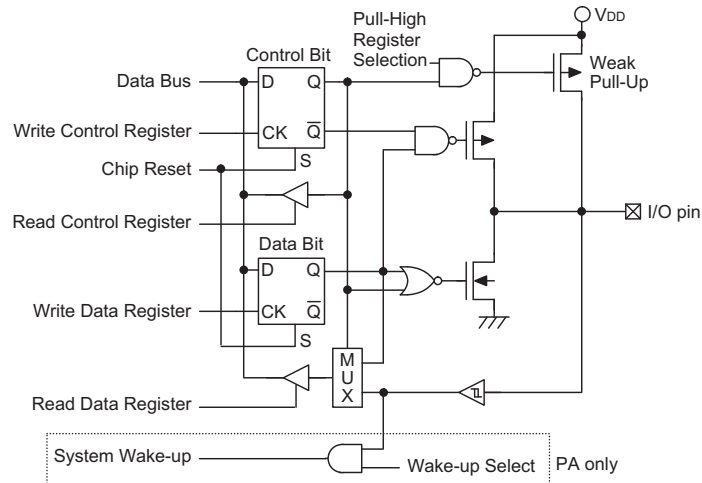 VDD
Pull-High
Register
Selection
Weak
Pull-Up
Control Bit
Data Bus
D
Q
Write Control Register
CK
Q̅
Chip Reset
S
Read Control Register
I/O pin
Data Bit
D
Q
Write Data Register
CK
Q̅
S
M
U
X
Read Data Register
System Wake-up
Wake-up Select
PA only